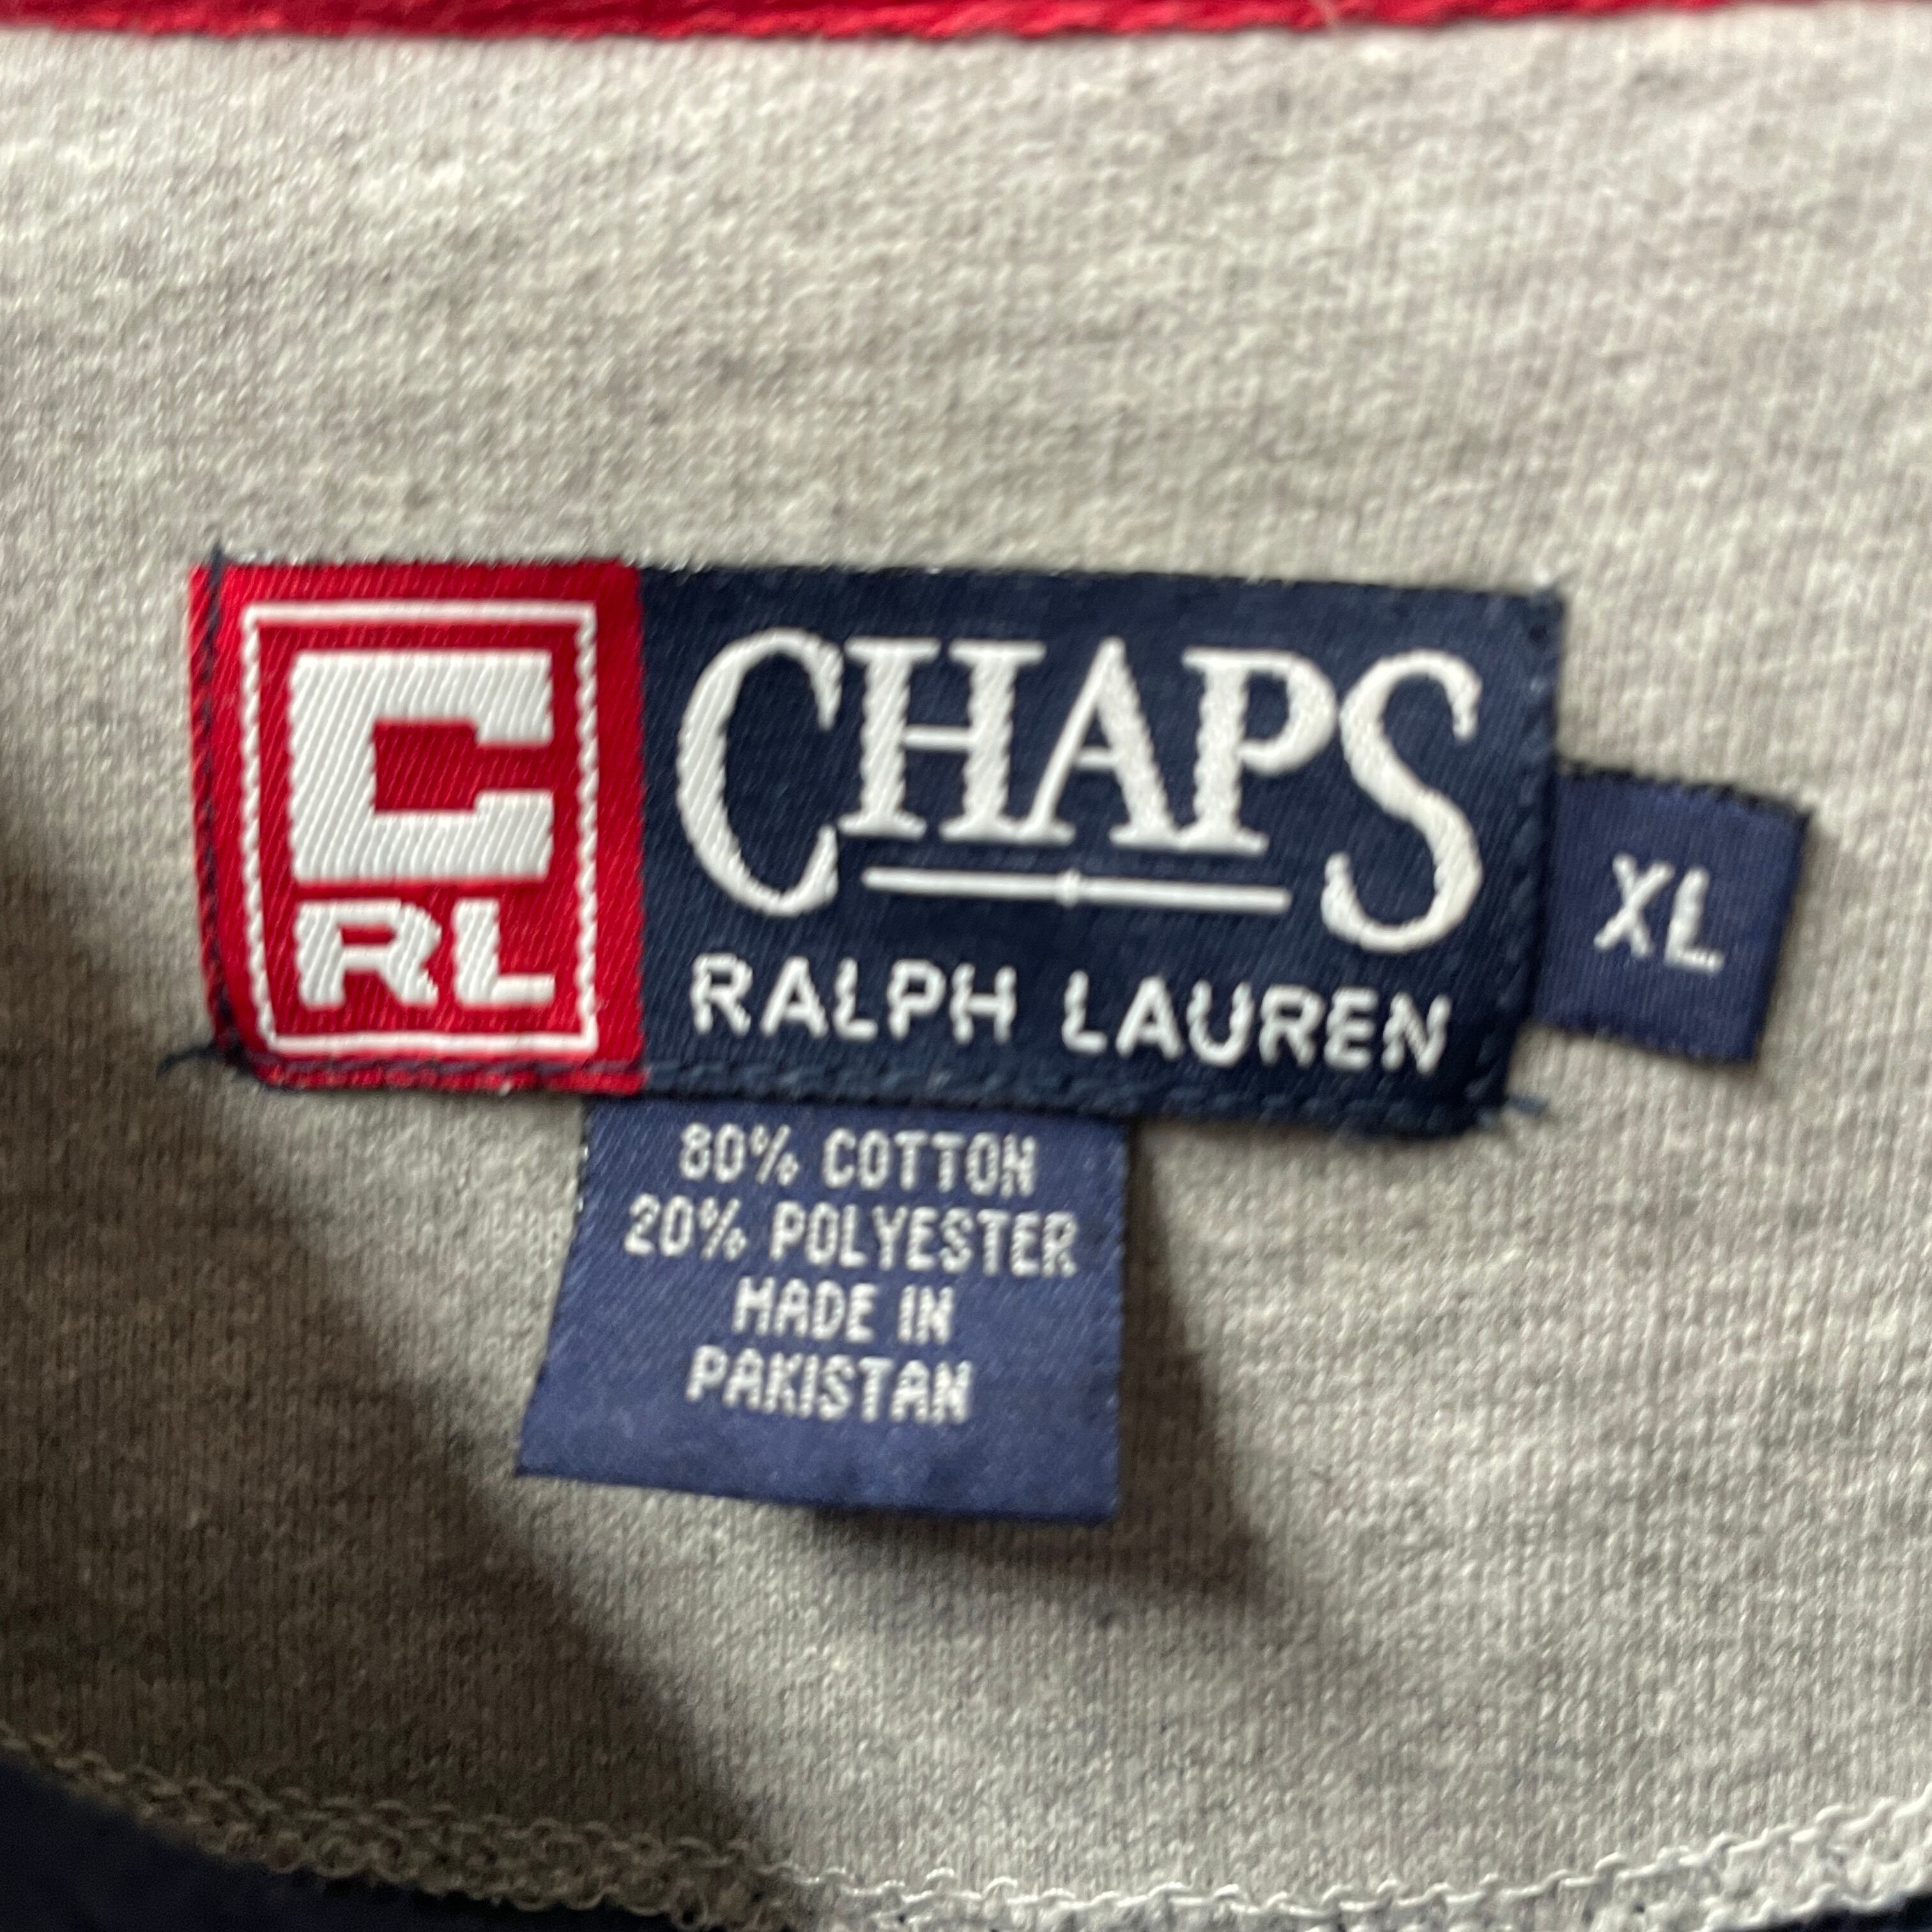 C
RL
CHAPS
RALPH LAUREN
XL
80% COTTON
20% POLYESTER
MADE IN
PAKISTAN